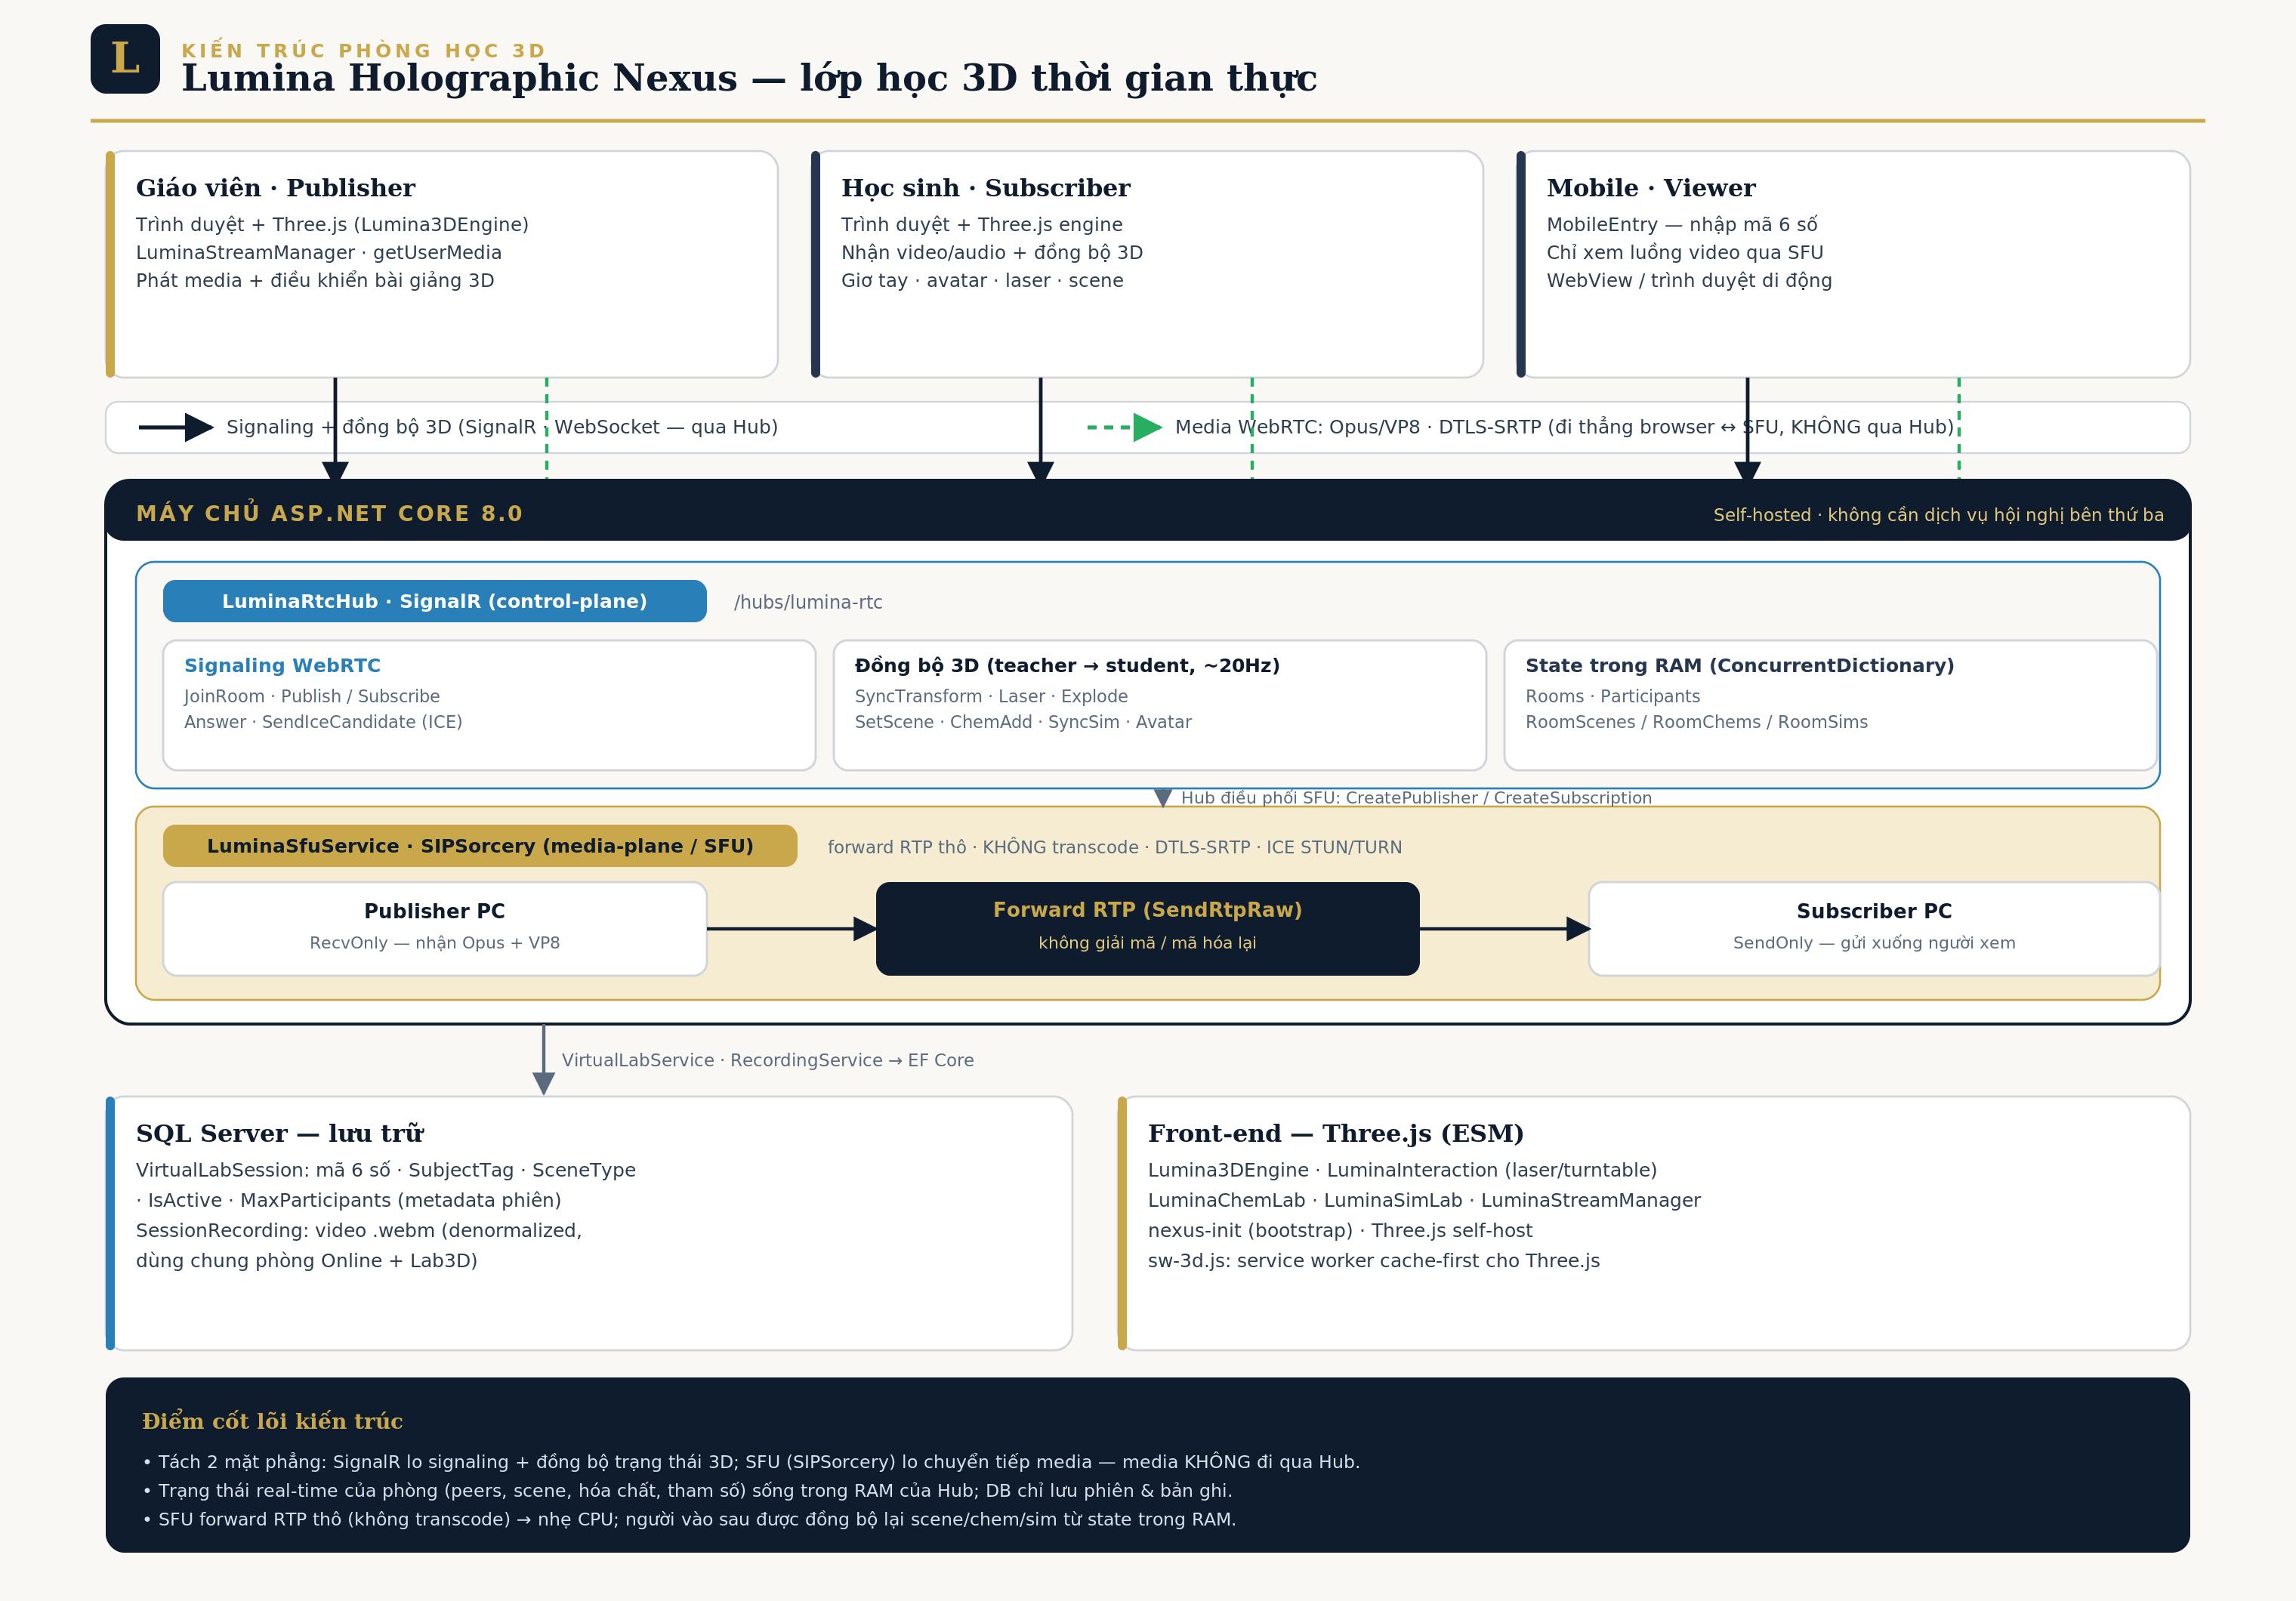 L
KIẾN TRÚC PHÒNG HỌC 3D
Lumina Holographic Nexus — lớp học 3D thời gian thực
Giáo viên · Publisher
Trình duyệt + Three.js (Lumina3DEngine)
LuminaStreamManager · getUserMedia
Phát media + điều khiển bài giảng 3D
Học sinh · Subscriber
Trình duyệt + Three.js engine
Nhận video/audio + đồng bộ 3D
Giơ tay · avatar · laser · scene
Mobile · Viewer
MobileEntry — nhập mã 6 số
Chỉ xem luồng video qua SFU
WebView / trình duyệt di động
Signaling + đồng bộ 3D (SignalR · WebSocket — qua Hub)
Media WebRTC: Opus/VP8 · DTLS-SRTP (đi thẳng browser ↔ SFU, KHÔNG qua Hub)
MÁY CHỦ ASP.NET CORE 8.0
Self-hosted · không cần dịch vụ hội nghị bên thứ ba
LuminaRtcHub · SignalR (control-plane)
/hubs/lumina-rtc
Signaling WebRTC
JoinRoom · Publish / Subscribe
Answer · SendIceCandidate (ICE)
Đồng bộ 3D (teacher → student, ~20Hz)
SyncTransform · Laser · Explode
SetScene · ChemAdd · SyncSim · Avatar
State trong RAM (ConcurrentDictionary)
Rooms · Participants
RoomScenes / RoomChems / RoomSims
Hub điều phối SFU: CreatePublisher / CreateSubscription
LuminaSfuService · SIPSorcery (media-plane / SFU)
forward RTP thô · KHÔNG transcode · DTLS-SRTP · ICE STUN/TURN
Publisher PC
RecvOnly — nhận Opus + VP8
Forward RTP (SendRtpRaw)
không giải mã / mã hóa lại
Subscriber PC
SendOnly — gửi xuống người xem
VirtualLabService · RecordingService → EF Core
SQL Server — lưu trữ
VirtualLabSession: mã 6 số · SubjectTag · SceneType
· IsActive · MaxParticipants (metadata phiên)
SessionRecording: video .webm (denormalized,
dùng chung phòng Online + Lab3D)
Front-end — Three.js (ESM)
Lumina3DEngine · LuminaInteraction (laser/turntable)
LuminaChemLab · LuminaSimLab · LuminaStreamManager
nexus-init (bootstrap) · Three.js self-host
sw-3d.js: service worker cache-first cho Three.js
Điểm cốt lõi kiến trúc
• Tách 2 mặt phẳng: SignalR lo signaling + đồng bộ trạng thái 3D; SFU (SIPSorcery) lo chuyển tiếp media — media KHÔNG đi qua Hub.
• Trạng thái real-time của phòng (peers, scene, hóa chất, tham số) sống trong RAM của Hub; DB chỉ lưu phiên & bản ghi.
• SFU forward RTP thô (không transcode) → nhẹ CPU; người vào sau được đồng bộ lại scene/chem/sim từ state trong RAM.